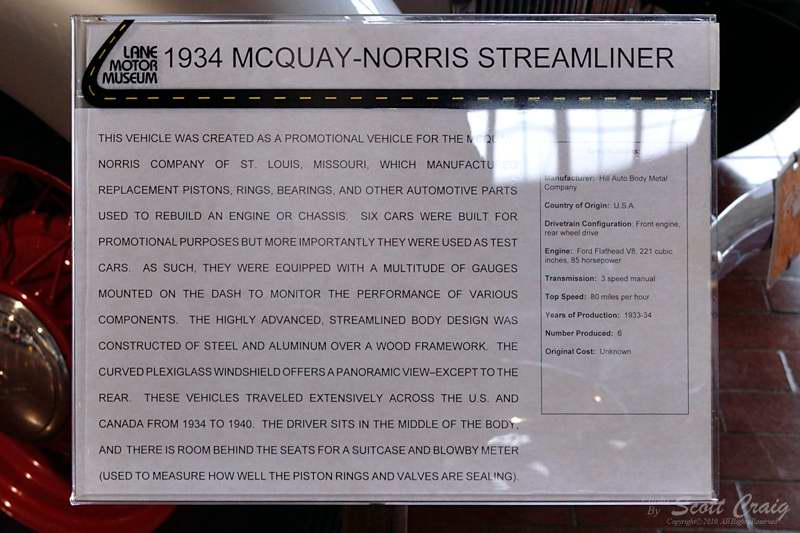 LANE
MOTOR
MUSEUM
1934 MCQUAY-NORRIS STREAMLINER
THIS VEHICLE WAS CREATED AS A PROMOTIONAL VEHICLE FOR THE
NORRIS COMPANY OF ST. LOUIS, MISSOURI, WHICH MANUFACTURED
REPLACEMENT PISTONS, RINGS, BEARINGS, AND OTHER AUTOMOTIVE PARTS
USED TO REBUILD AN ENGINE OR CHASSIS. SIX CARS WERE BUILT FOR
PROMOTIONAL PURPOSES BUT MORE IMPORTANTLY THEY WERE USED AS TEST
CARS. AS SUCH, THEY WERE EQUIPPED WITH A MULTITUDE OF GAUGES
MOUNTED ON THE DASH TO MONITOR THE PERFORMANCE OF VARIOUS
COMPONENTS. THE HIGHLY ADVANCED, STREAMLINED BODY DESIGN WAS
CONSTRUCTED OF STEEL AND ALUMINUM OVER A WOOD FRAMEWORK. THE
CURVED PLEXIGLASS WINDSHIELD OFFERS A PANORAMIC VIEW–EXCEPT TO THE
REAR. THESE VEHICLES TRAVELED EXTENSIVELY ACROSS THE U.S. AND
CANADA FROM 1934 TO 1940. THE DRIVER SITS IN THE MIDDLE OF THE BODY,
AND THERE IS ROOM BEHIND THE SEATS FOR A SUITCASE AND BLOWBY METER
(USED TO MEASURE HOW WELL THE PISTON RINGS AND VALVES ARE SEALING).
Manufacturer: Hill Auto Body Metal
Company
Country of Origin: U.S.A.
Drivetrain Configuration: Front engine,
rear wheel drive
Engine: Ford Flathead V8, 221 cubic
inches, 85 horsepower
Transmission: 3 speed manual
Top Speed: 80 miles per hour
Years of Production: 1933-34
Number Produced: 6
Original Cost: Unknown
By Scott Craig
Copyright© 2010 All Rights Reserved